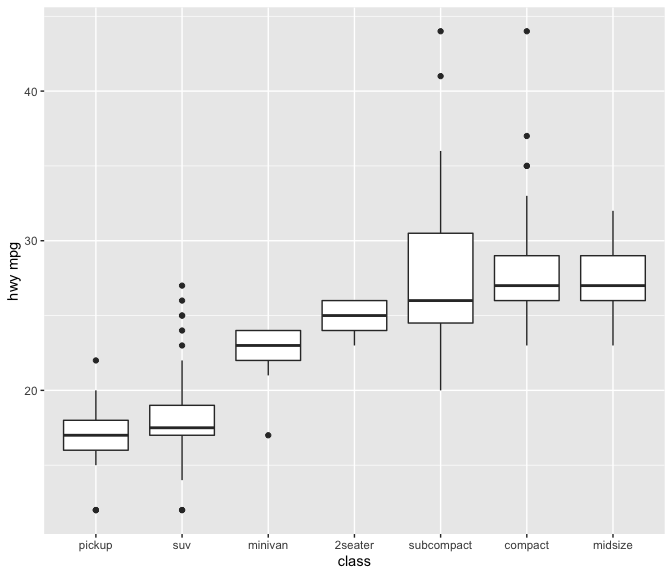 hwy mpg
40
30
20
pickup suv minivan 2seater subcompact compact midsize
class